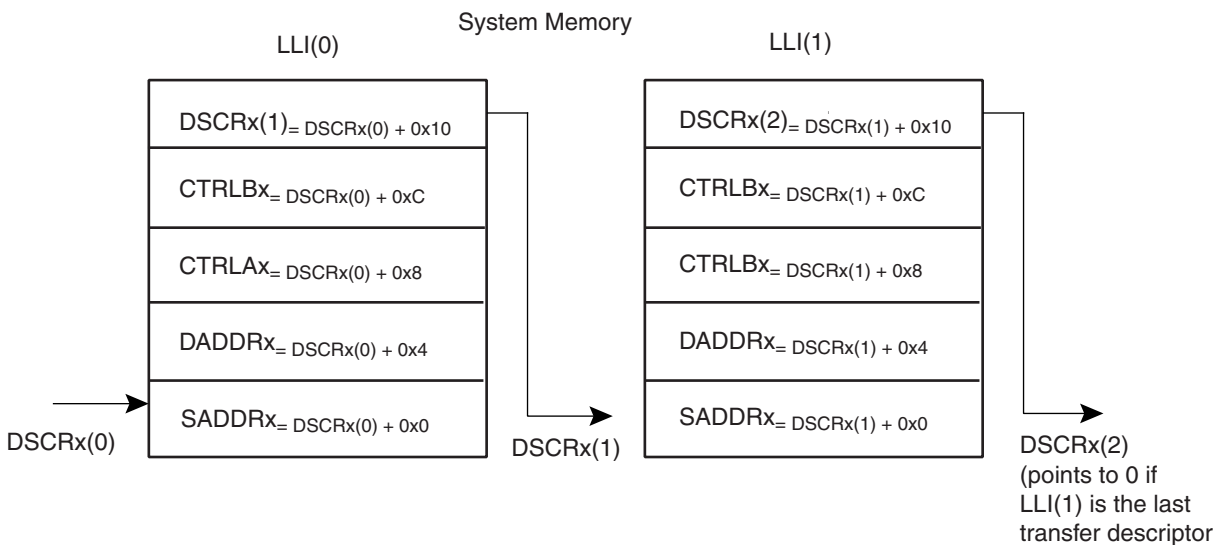 System Memory
LLI(0)
LLI(1)
DSCRx(1)= DSCRx(0) + 0x10
CTRLBx= DSCRx(0) + 0xC
CTRLAx= DSCRx(0) + 0x8
DADDRx= DSCRx(0) + 0x4
SADDRx= DSCRx(0) + 0x0
DSCRx(0)
DSCRx(1)
DSCRx(2)= DSCRx(1) + 0x10
CTRLBx= DSCRx(1) + 0xC
CTRLBx= DSCRx(1) + 0x8
DADDRx= DSCRx(1) + 0x4
SADDRx= DSCRx(1) + 0x0
DSCRx(2)
(points to 0 if
LLI(1) is the last
transfer descriptor